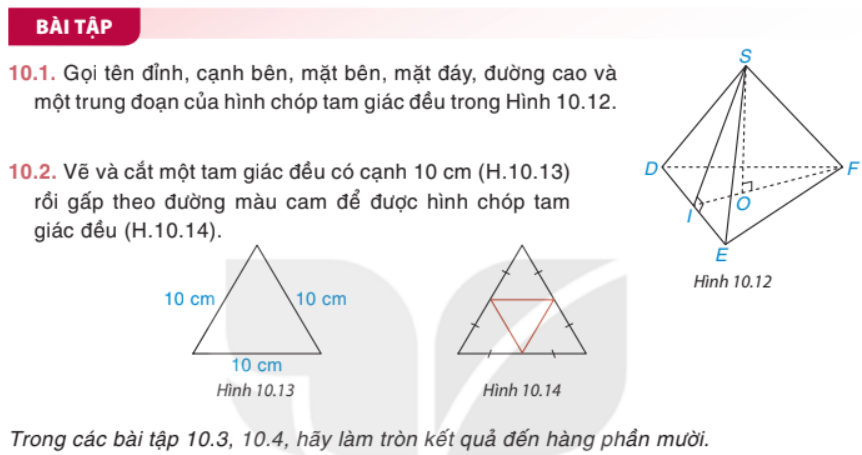 BÀI TẬP
10.1. Gọi tên đỉnh, cạnh bên, mặt bên, mặt đáy, đường cao và
một trung đoạn của hình chóp tam giác đều trong Hình 10.12.
10.2. Vẽ và cắt một tam giác đều có cạnh 10 cm (H.10.13)
rồi gấp theo đường màu cam để được hình chóp tam
giác đều (H.10.14).
S
D
F
I
O
E
Hình 10.12
10 cm
10 cm
10 cm
Hình 10.13
Hình 10.14
Trong các bài tập 10.3, 10.4, hãy làm tròn kết quả đến hàng phần mười.